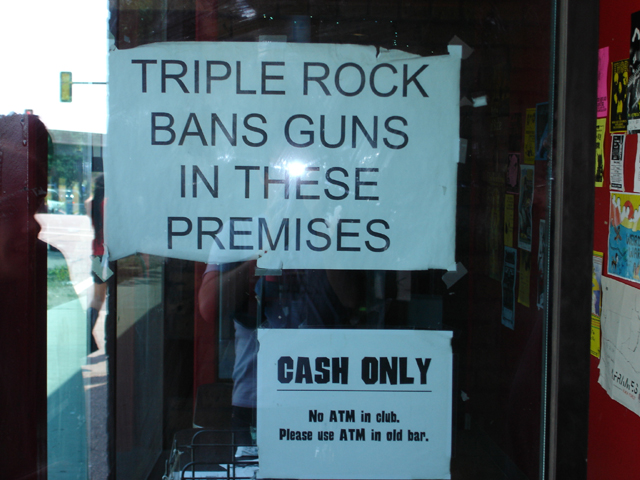 TRIPLE ROCK
BANS GUNS
IN THESE
PREMISES
CASH ONLY
No ATM in club.
Please use ATM in old bar.